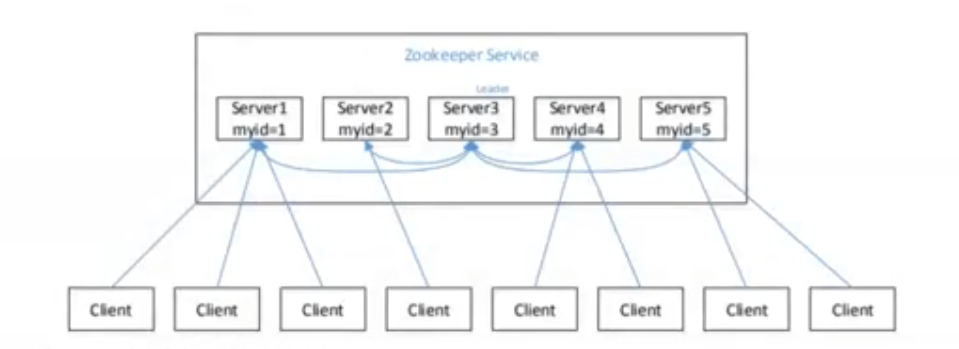 Zookeeper Service
Leader
Server1
myid=1
Server2
myid=2
Server3
myid=3
Server4
myid=4
Server5
myid=5
Client
Client
Client
Client
Client
Client
Client
Client